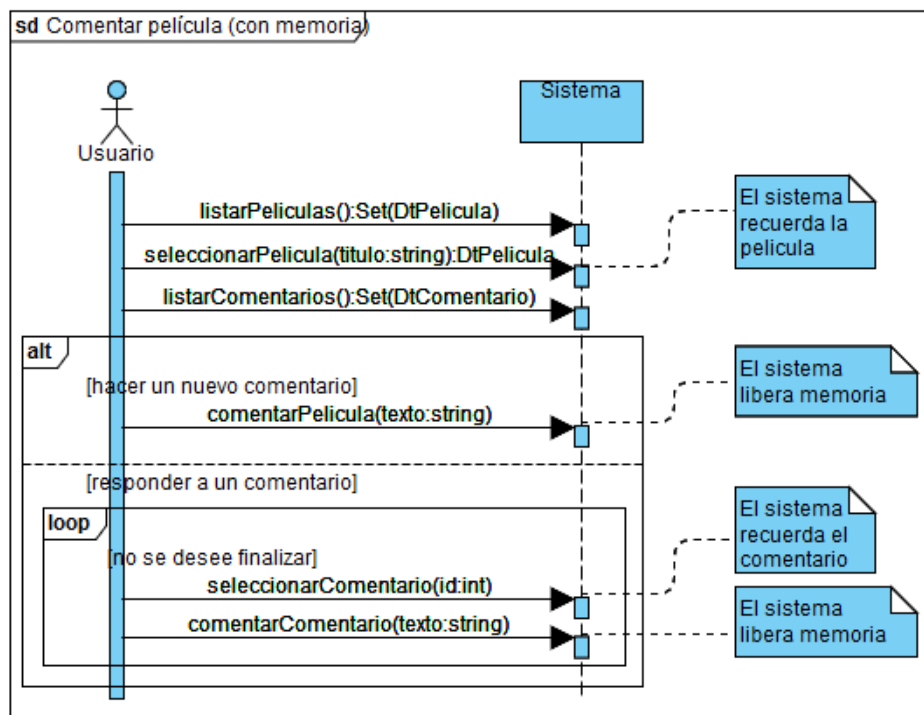 sd Comentar película (con memoria)
Sistema
Usuario
listarPeliculas():Set(DtPelicula)
El sistema
recuerda la
pelicula
seleccionarPelicula(titulo:string):DtPelicula
listarComentarios():Set(DtComentario)
alt
[hacer un nuevo comentario]
comentarPelicula(texto:string)
El sistema
libera memoria
[responder a un comentario]
loop
[no se desee finalizar]
seleccionarComentario(id:int)
El sistema
recuerda el
comentario
comentarComentario(texto:string)
El sistema
libera memoria